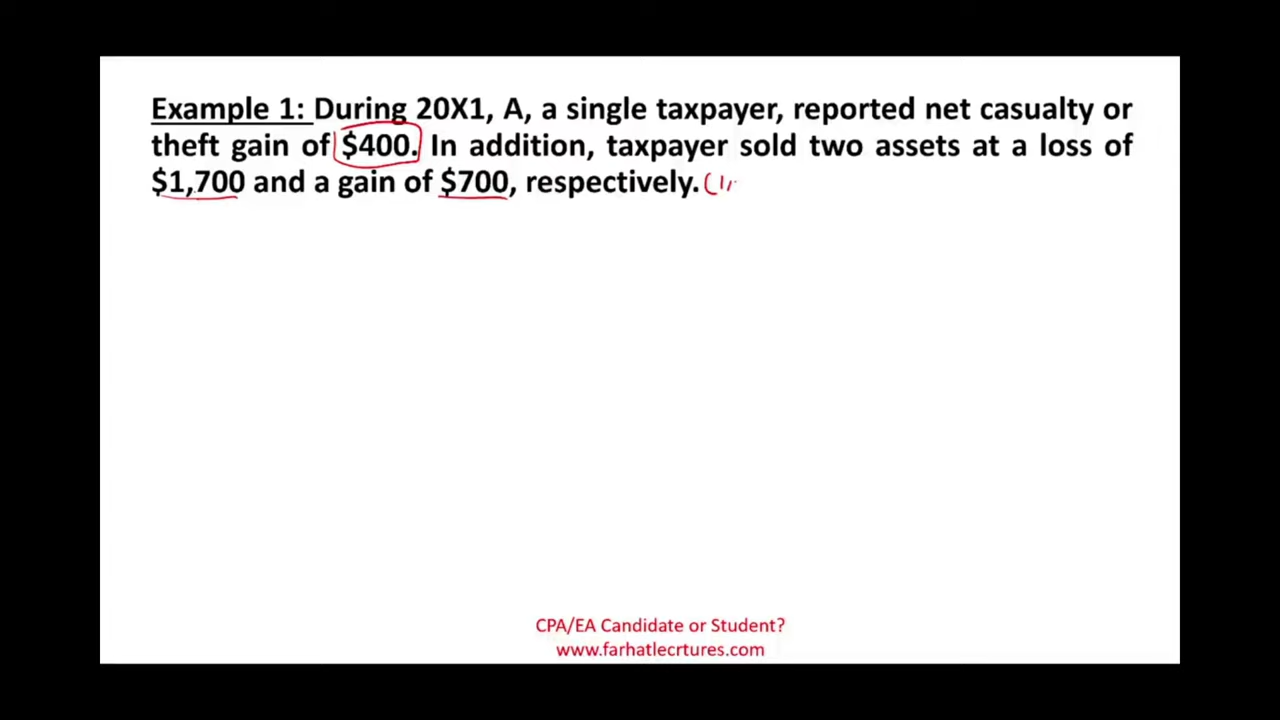 Example 1: During 20X1, A, a single taxpayer, reported net casualty or
theft gain of $400. In addition, taxpayer sold two assets at a loss of
$1,700 and a gain of $700, respectively.
CPA/EA Candidate or Student?
www.farhatlecrtures.com